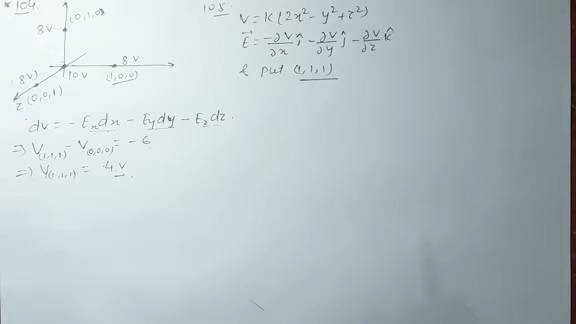 * 104.
(0,1,0)
8V
8V
(1,0,0)
10V
8V)
(0,0,1)
z
dV = - Exdx - Eydy - Ezdz.
=> V(1,1,1) - V(0,0,0) = - 6
=> V(1,1,1) = 4V.
105.
V = K(2x² - y² + z²)
E = -∂V/∂x î - ∂V/∂y ĵ - ∂V/∂z k̂
& put (1,1,1)